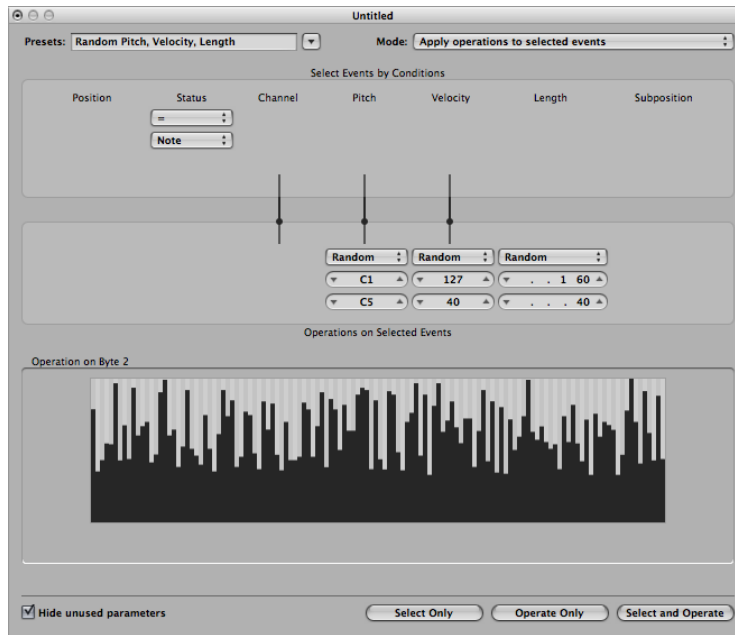 Untitled
Presets: Random Pitch, Velocity, Length Mode: Apply operations to selected events
Select Events by Conditions
Position Status Channel Pitch Velocity Length Subposition
=
Note
Random Random Random
C1 127 . . 1 60
C5 40 . . . 40
Operations on Selected Events
Operation on Byte 2
Hide unused parameters Select Only Operate Only Select and Operate